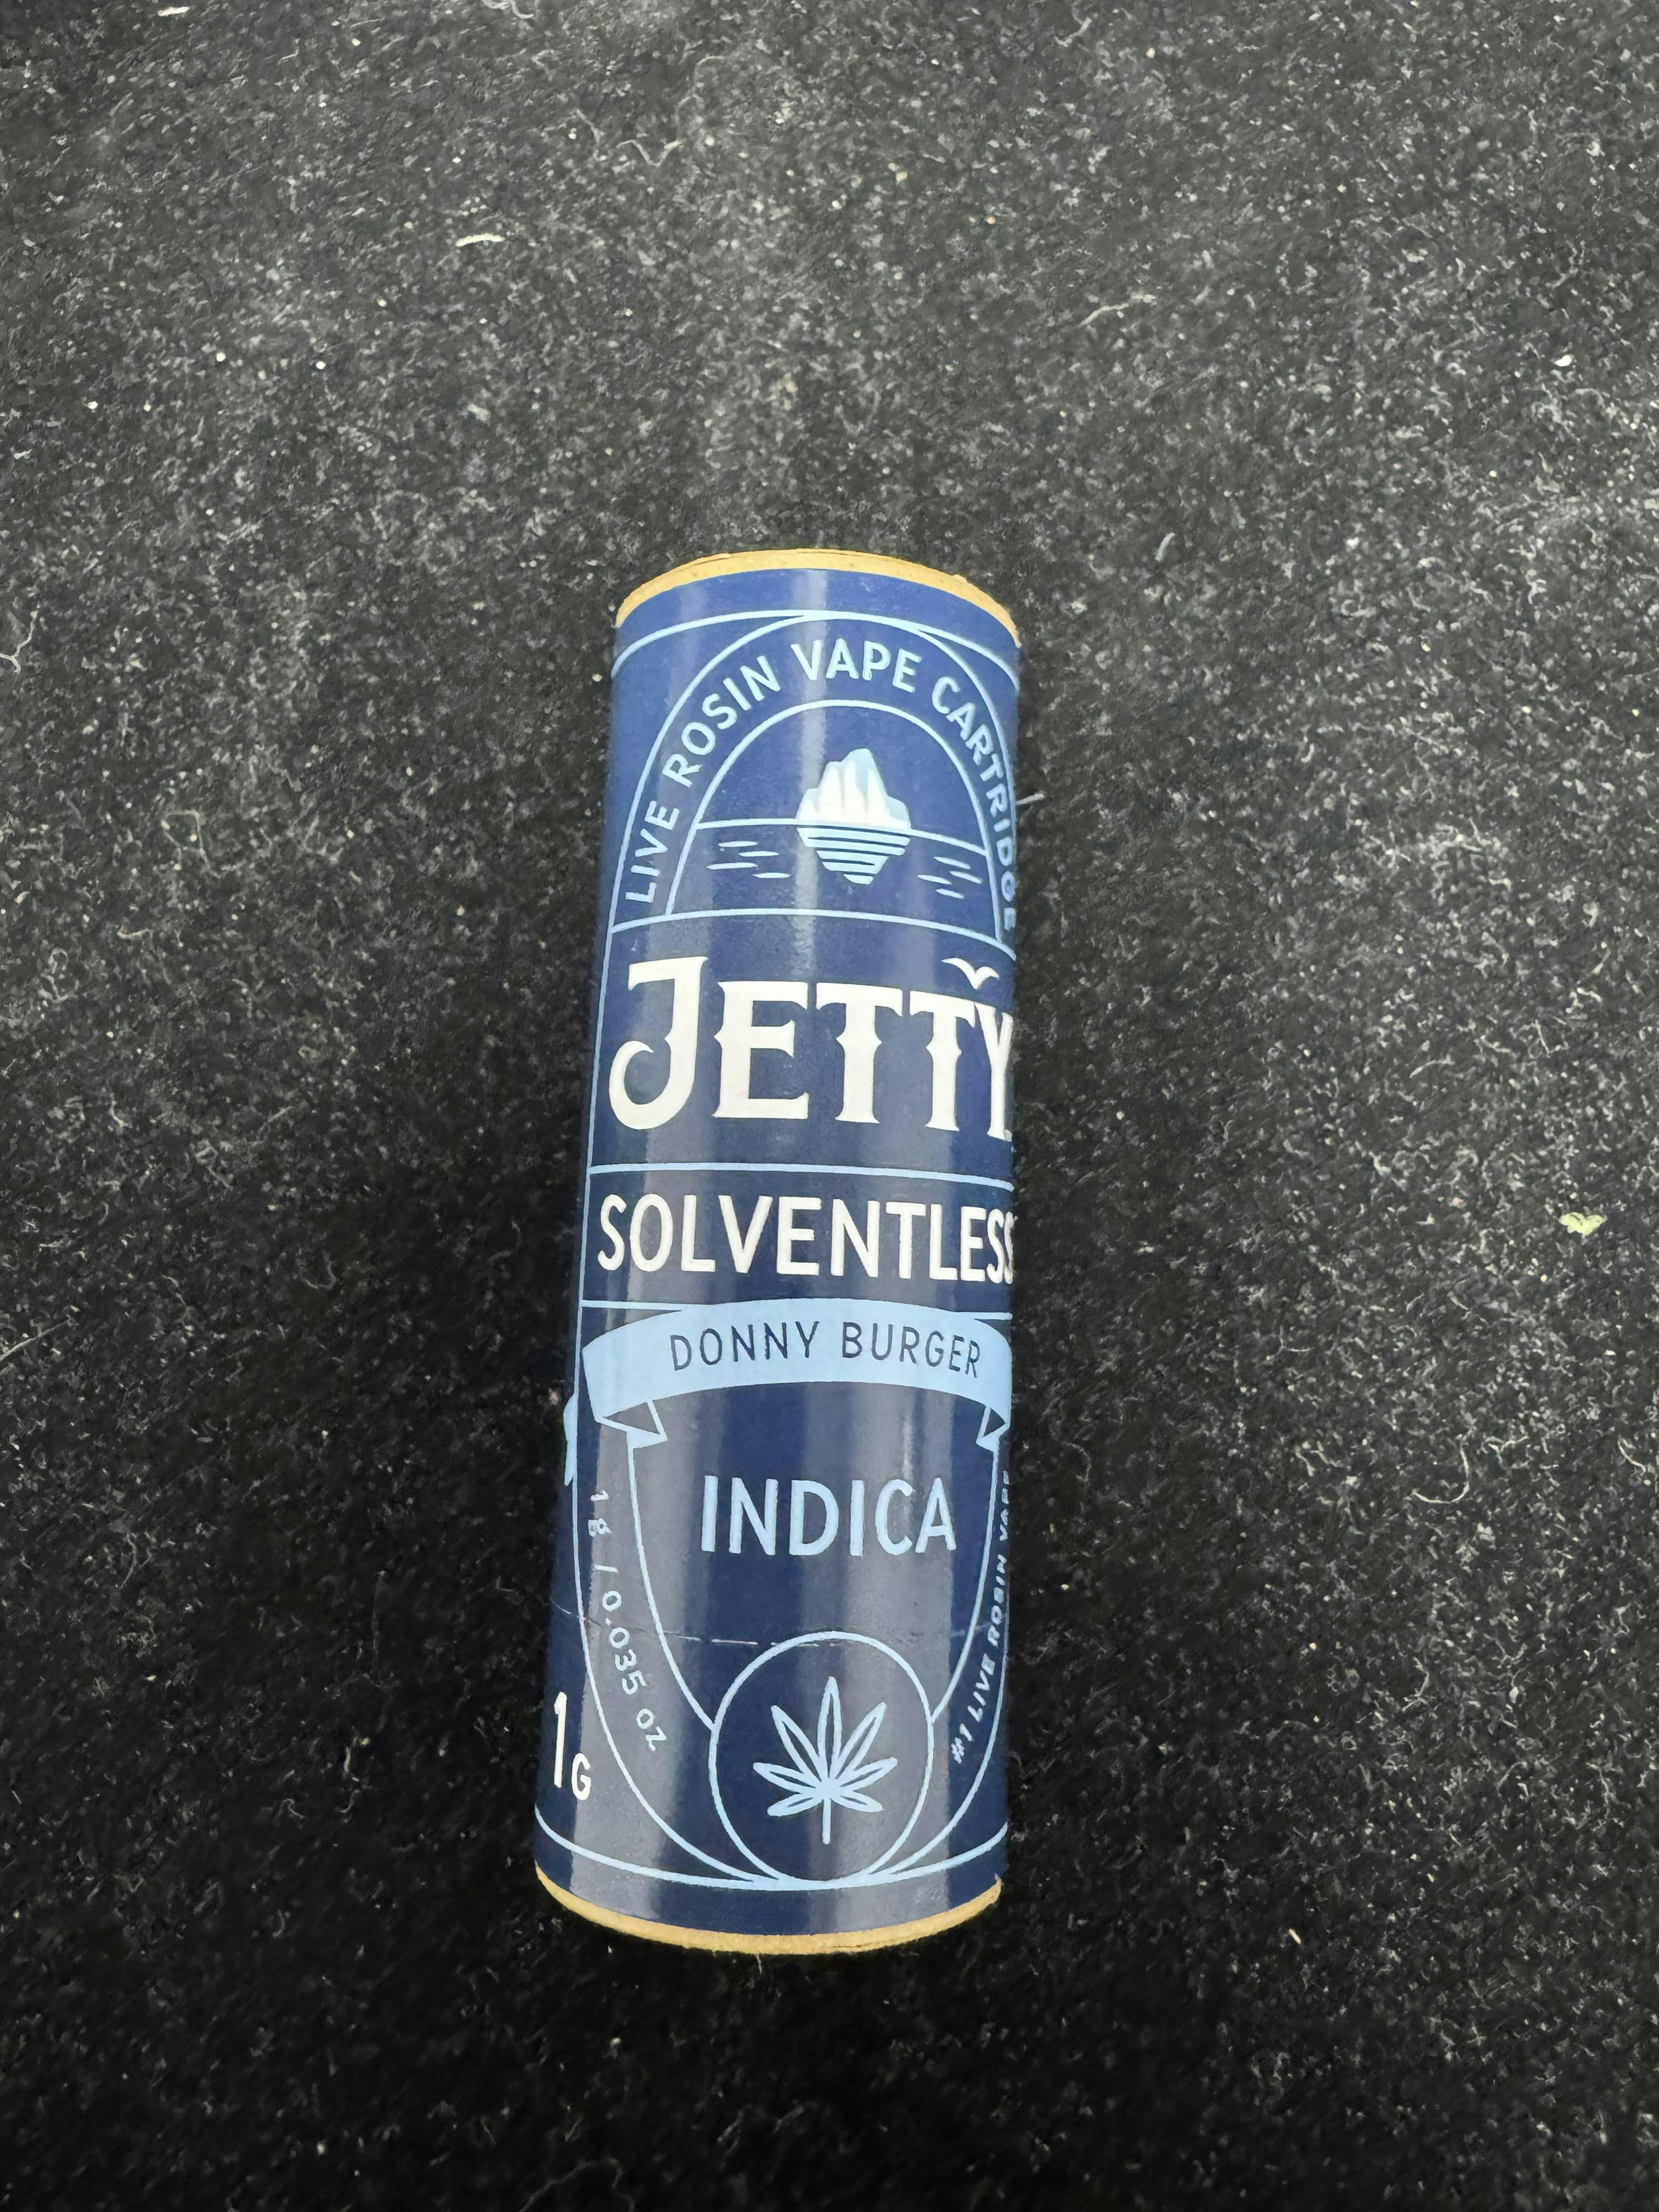 LIVE ROSIN VAPE CARTRIDGE
JETTY
SOLVENTLESS
DONNY BURGER
INDICA
1g / 0.035 OZ
#1 LIVE ROSIN VAPE
1G